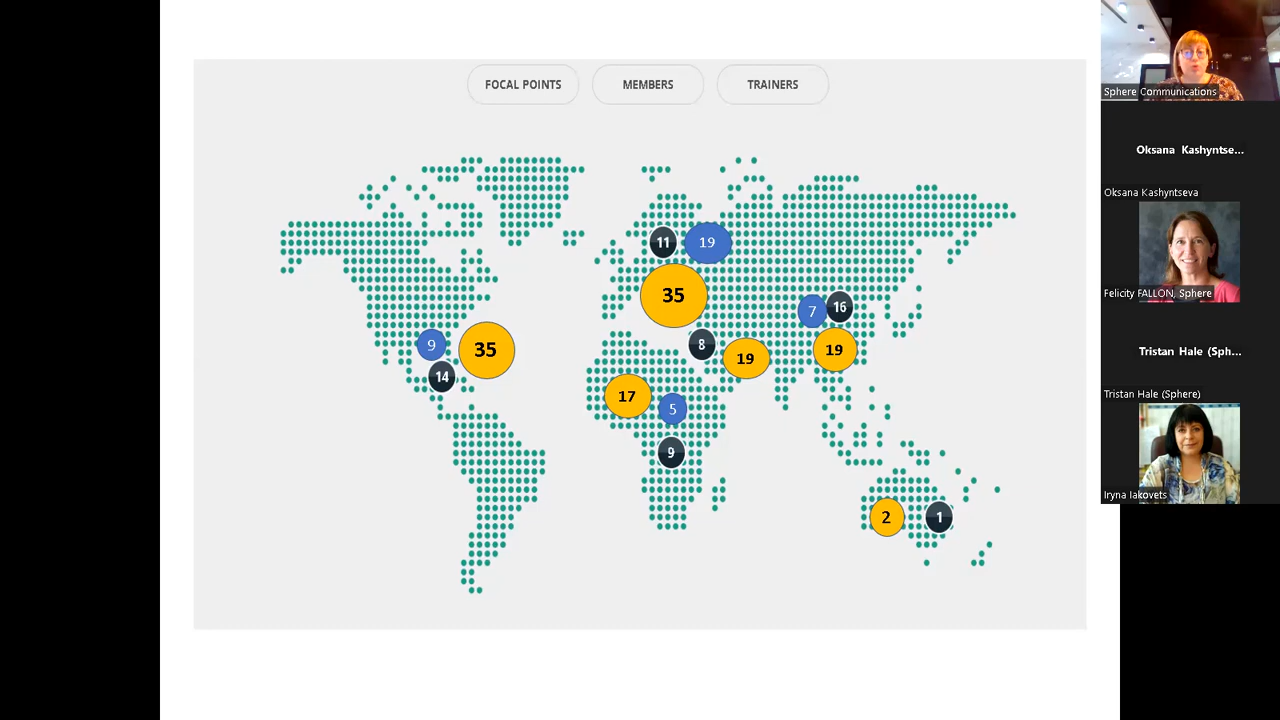 FOCAL POINTS
MEMBERS
TRAINERS
11
19
35
7
16
9
35
8
19
19
14
17
5
9
2
1
Sphere Communications
Oksana Kashyntse...
Oksana Kashyntseva
Felicity FALLON, Sphere
Tristan Hale (Sph...
Tristan Hale (Sphere)
Iryna Iakovets